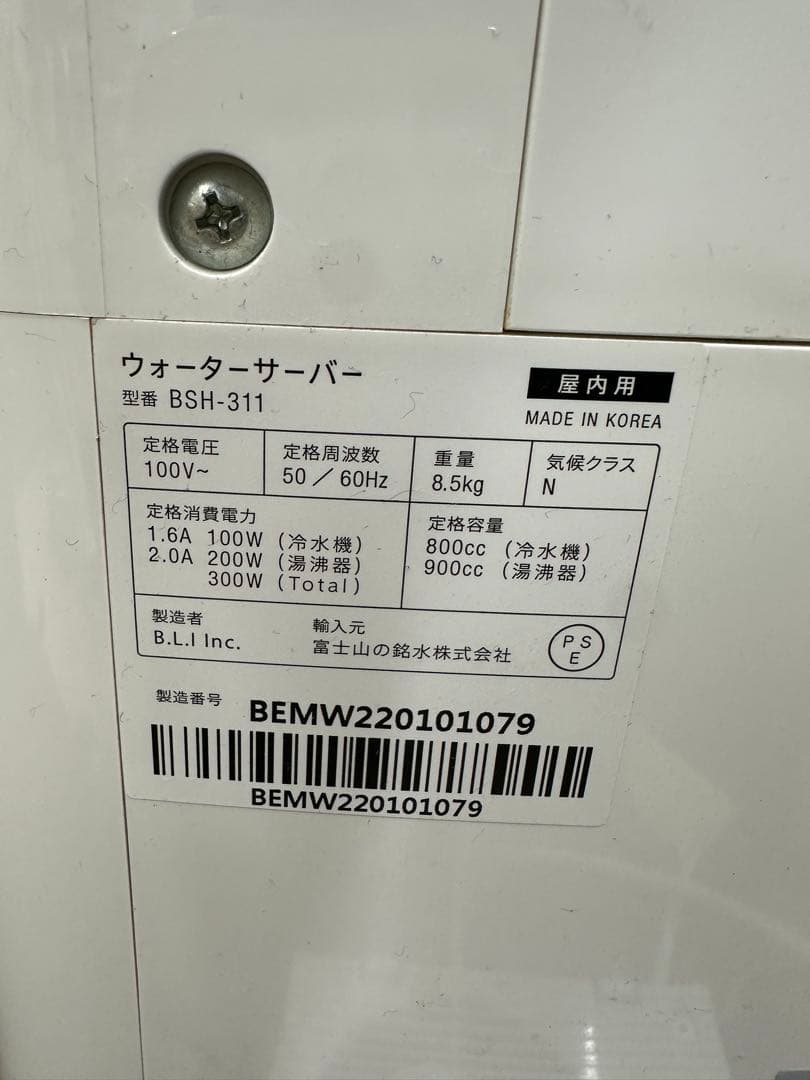 ウォーターサーバー
型番 BSH-311
屋内用
MADE IN KOREA
定格電圧
100V~
定格周波数
50／60Hz
重量
8.5kg
気候クラス
N
定格消費電力
1.6A 100W (冷水機)
2.0A 200W (湯沸器)
300W (Total)
定格容量
800cc (冷水機)
900cc (湯沸器)
製造者
B.L.I Inc.
輸入元
富士山の銘水株式会社
PS
E
製造番号 BEMW220101079
BEMW220101079